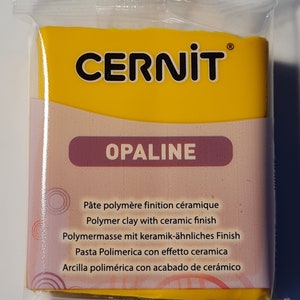 CERNiT®
OPALINE
Pâte polymère finition céramique
Polymer clay with ceramic finish
Polymermasse mit keramik-ähnliches Finish
Pasta Polimerica con effetto ceramica
Arcilla polimérica con acabado de cerámico